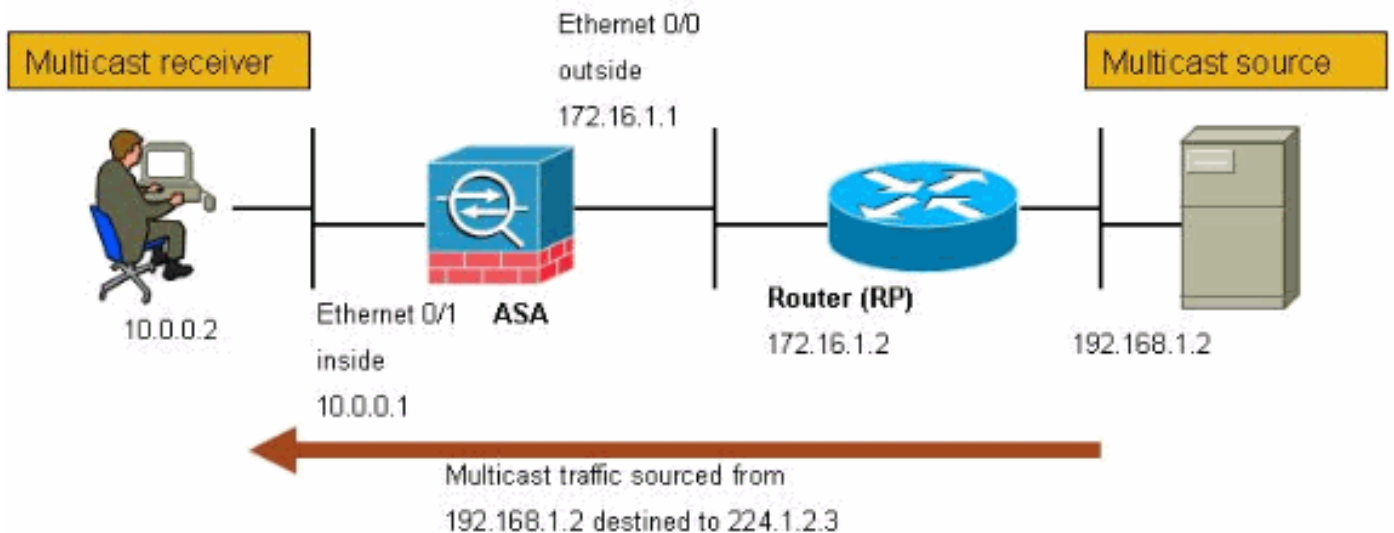 Multicast receiver
Ethernet 0/0
outside
172.16.1.1
Multicast source
10.0.0.2
Ethernet 0/1
inside
10.0.0.1
ASA
Router (RP)
172.16.1.2
192.168.1.2
Multicast traffic sourced from
192.168.1.2 destined to 224.1.2.3